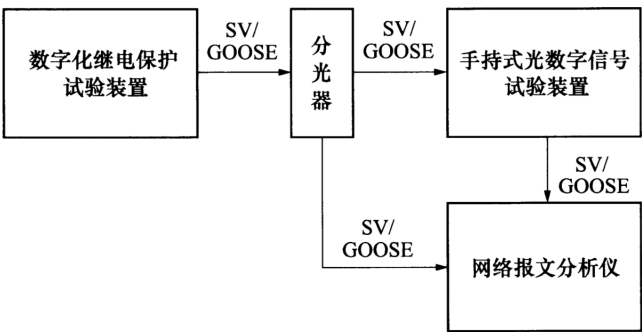 数字化继电保护
试验装置
SV/
GOOSE
分
光
器
SV/
GOOSE
手持式光数字信号
试验装置
SV/
GOOSE
SV/
GOOSE
网络报文分析仪